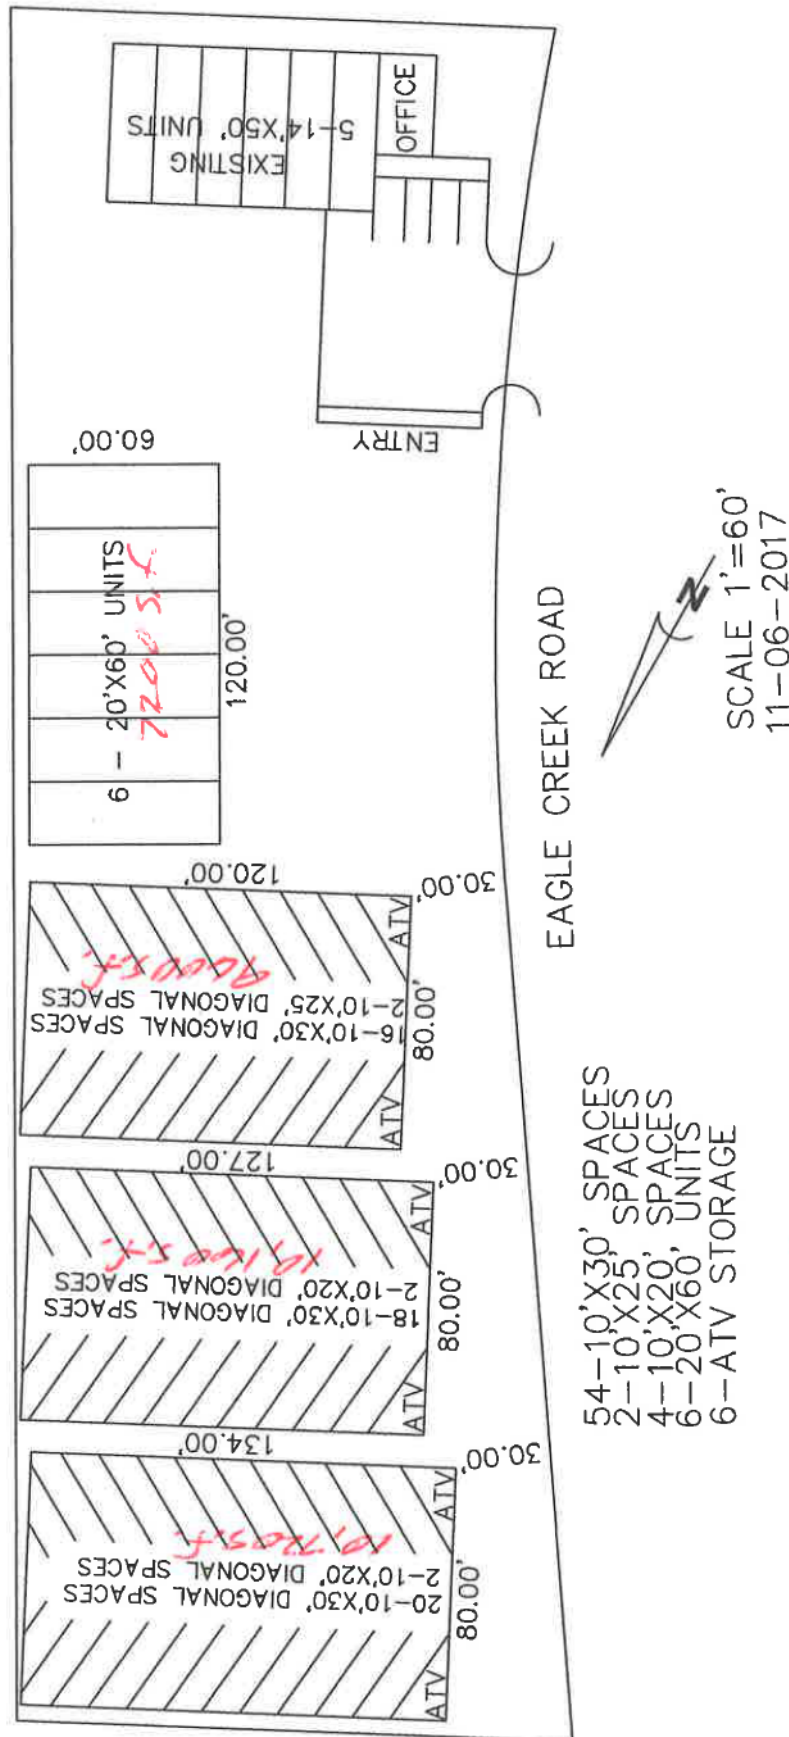 EXISTING
5-14'X50' UNITS
OFFICE
ENTRY
60.00'
6 - 20'X60' UNITS
7200 s.f.
120.00'
120.00'
9600 s.f.
2-10'X25' DIAGONAL SPACES
16-10'X30' DIAGONAL SPACES
ATV
ATV
80.00'
30.00'
127.00'
10,160 s.f.
2-10'X20' DIAGONAL SPACES
18-10'X30' DIAGONAL SPACES
ATV
ATV
80.00'
30.00'
134.00'
10,720 s.f.
2-10'X20' DIAGONAL SPACES
20-10'X30' DIAGONAL SPACES
ATV
ATV
80.00'
30.00'
EAGLE CREEK ROAD
N
SCALE 1'=60'
11-06-2017
54-10'X30' SPACES
2-10'X25' SPACES
4-10'X20' SPACES
6-20'X60' UNITS
6-ATV STORAGE